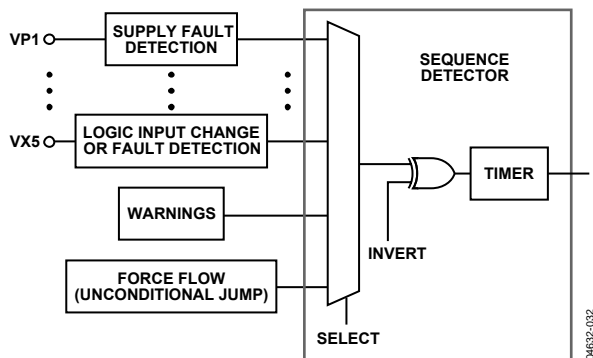 VP1
SUPPLY FAULT
DETECTION
SEQUENCE
DETECTOR
VX5
LOGIC INPUT CHANGE
OR FAULT DETECTION
TIMER
WARNINGS
INVERT
FORCE FLOW
(UNCONDITIONAL JUMP)
SELECT
04632-032